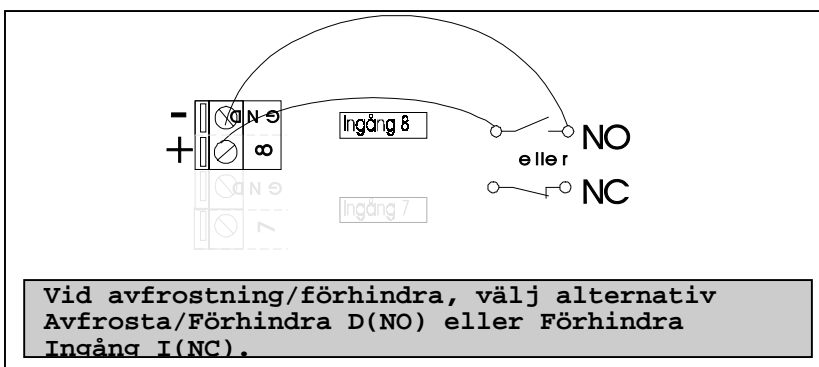 -
GND
Ingång 8
NO
+
8
eller
GND
NC
Ingång 7
7
Vid avfrostning/förhindra, välj alternativ
Avfrosta/Förhindra D(NO) eller Förhindra
Ingång I(NC).